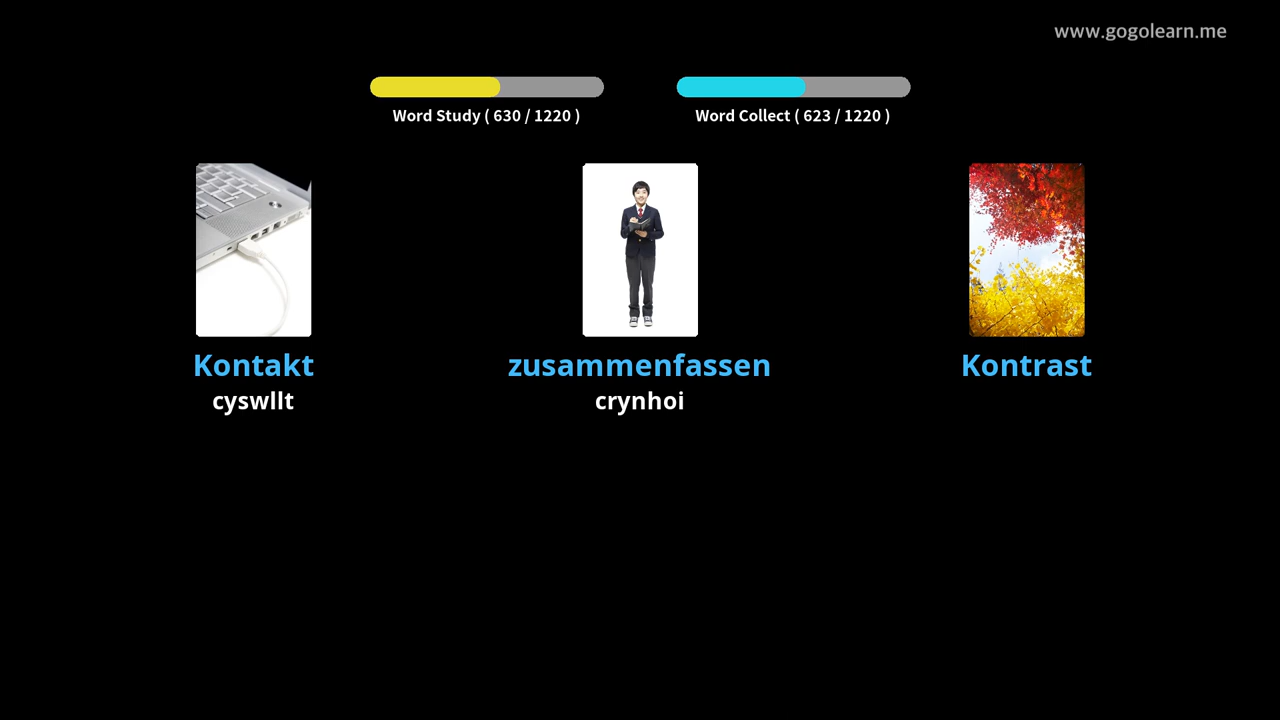 www.gogolearn.me
Word Study ( 630 / 1220 )
Word Collect ( 623 / 1220 )
Kontakt
cyswllt
zusammenfassen
crynhoi
Kontrast